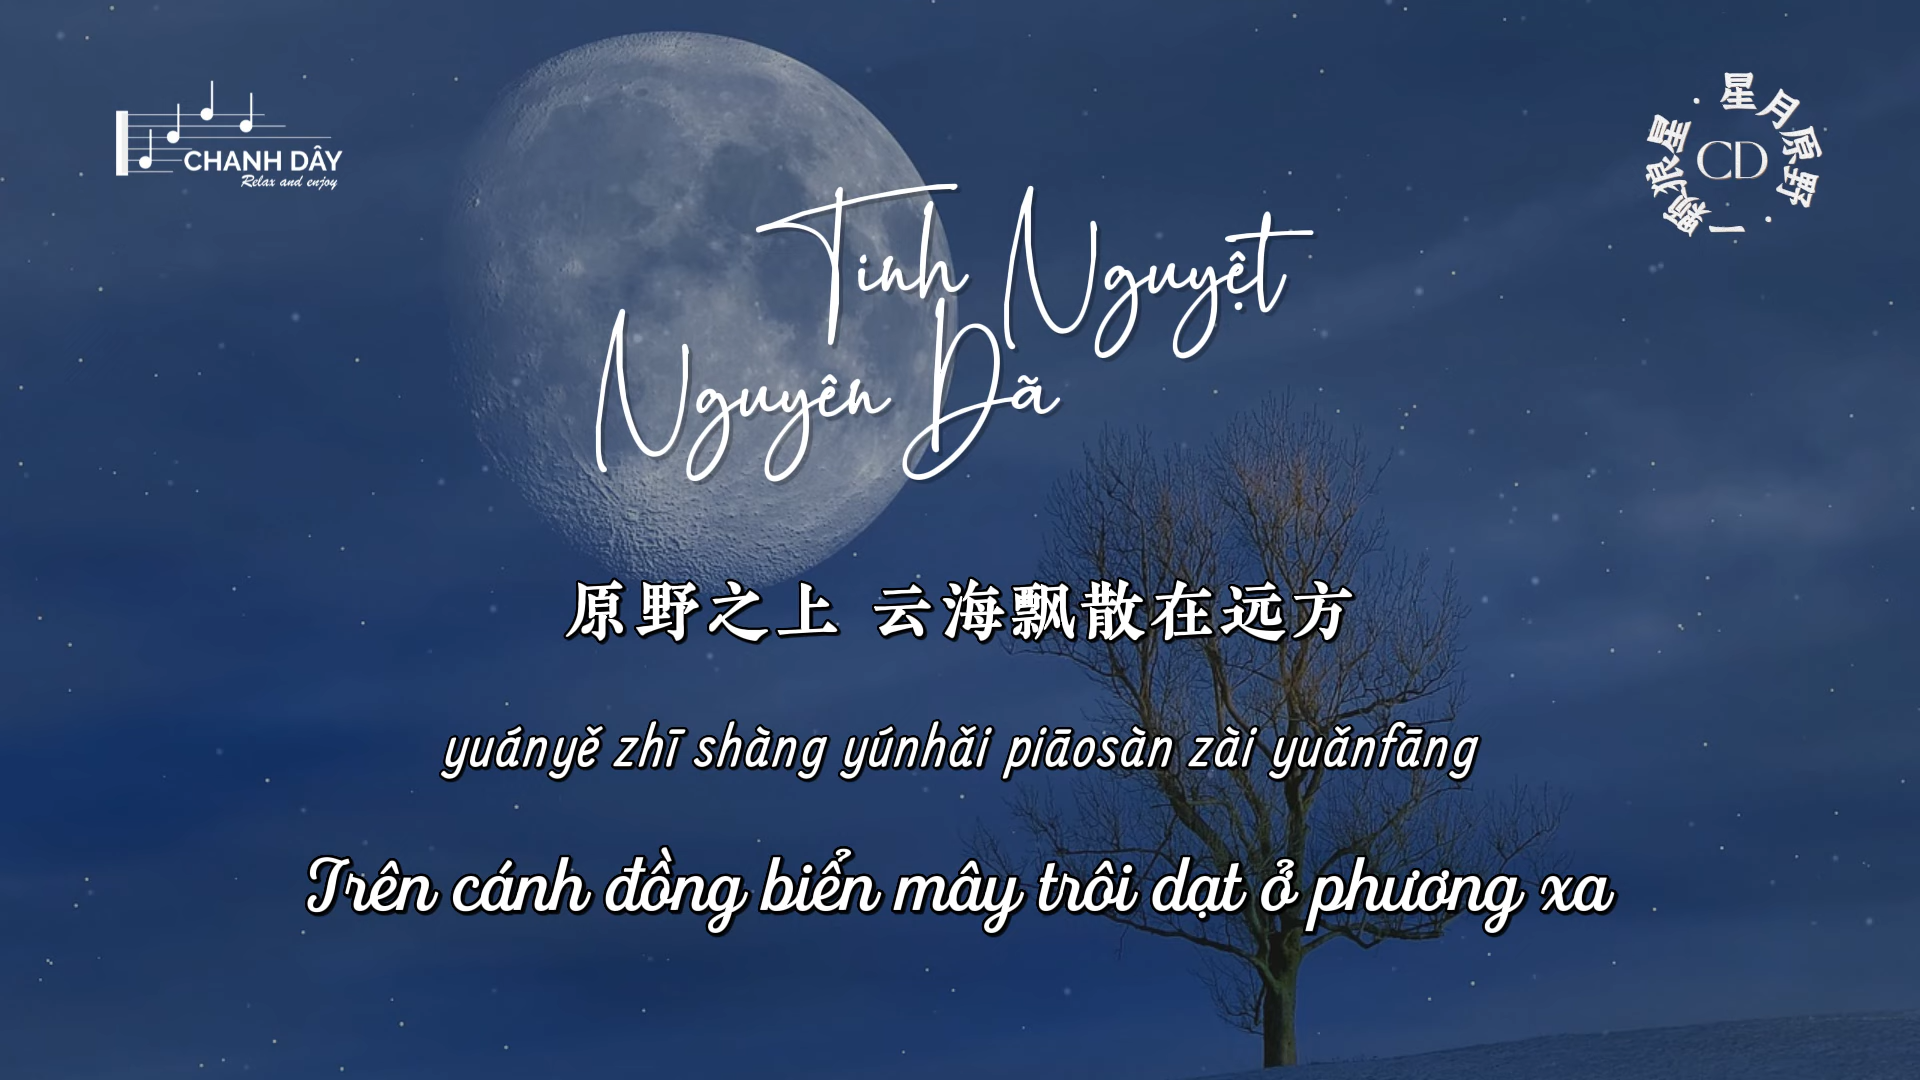 CHANH DÂY
Relax and enjoy
· 星月原野 · 一颗狼星
CD
Tinh Nguyệt
Nguyên Dã
原野之上 云海飘散在远方
yuányě zhī shàng yúnhǎi piāosàn zài yuǎnfāng
Trên cánh đồng biển mây trôi dạt ở phương xa